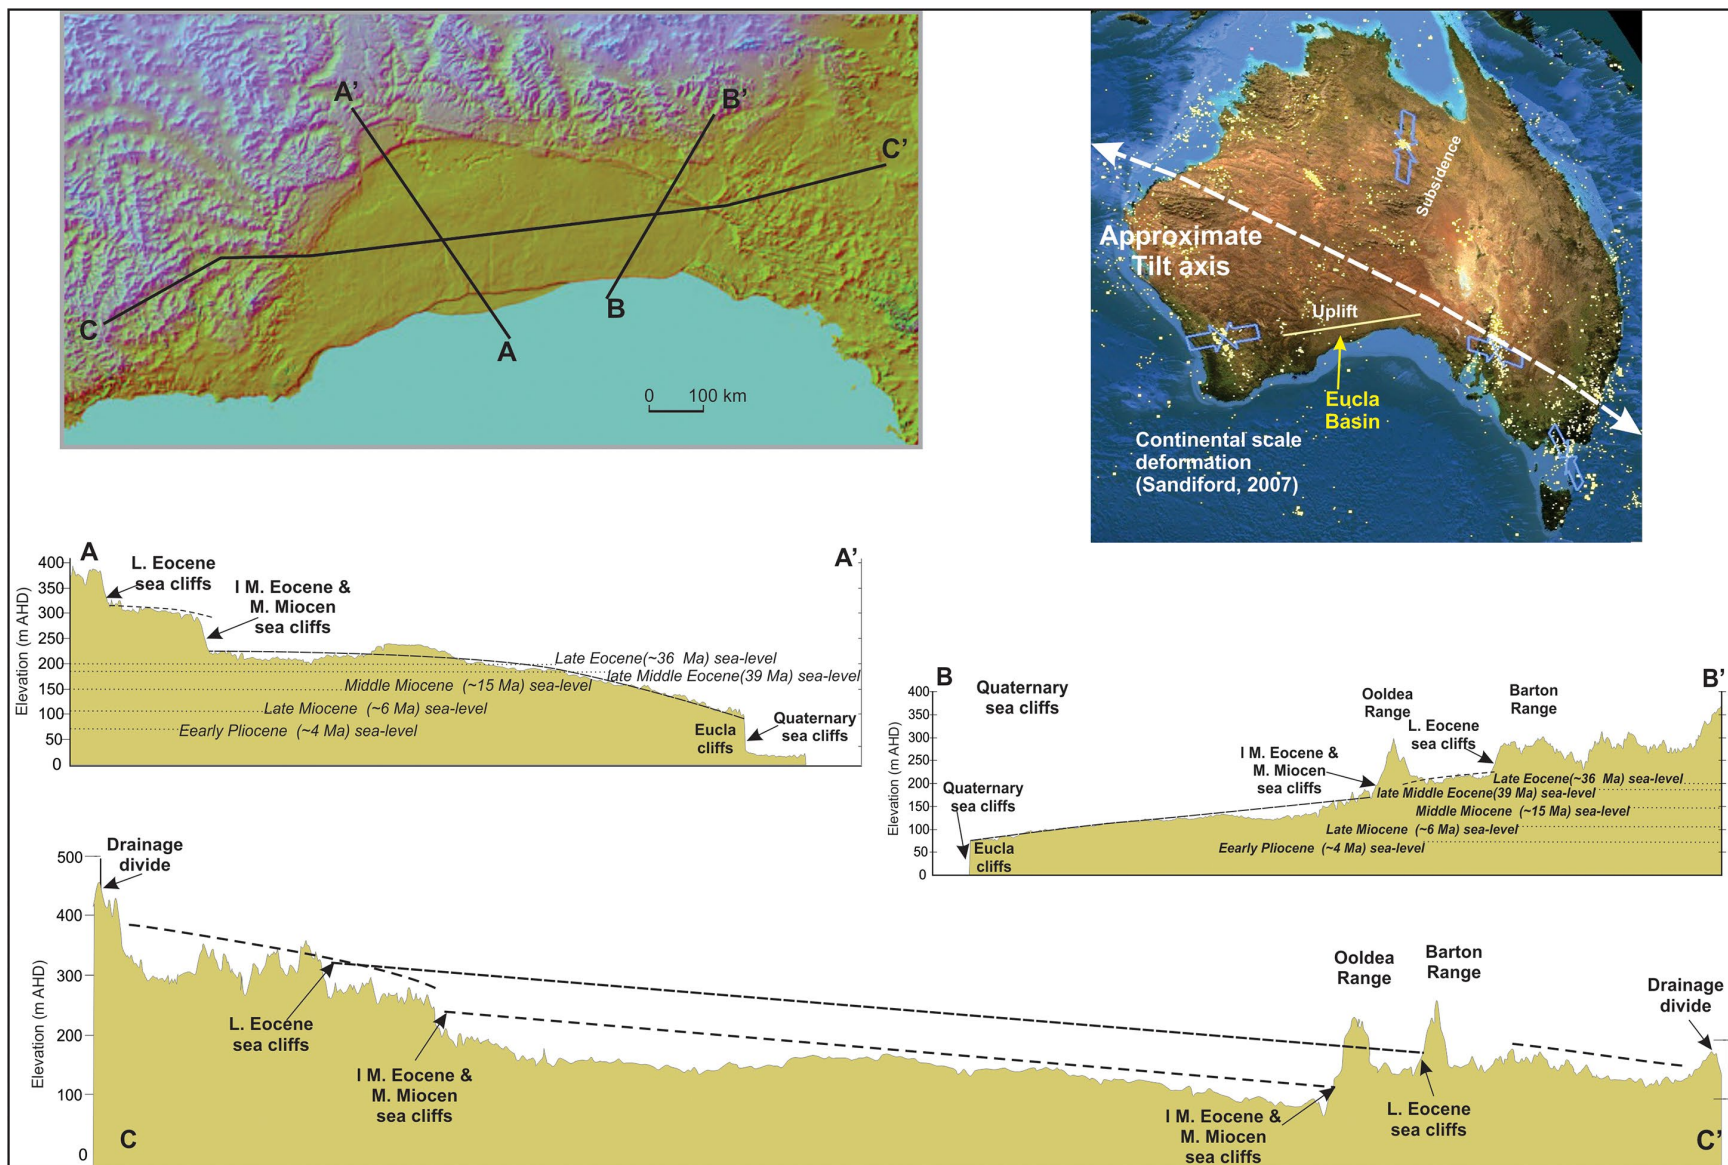 A'
B'
C'
C
B
A
0 100 km
Approximate
Tilt axis
Subsidence
Uplift
Eucla
Basin
Continental scale
deformation
(Sandiford, 2007)
A
A'
Elevation (m AHD)
400
350
300
250
200
150
100
50
0
L. Eocene
sea cliffs
l M. Eocene &
M. Miocen
sea cliffs
Late Eocene(~36 Ma) sea-level
late Middle Eocene(39 Ma) sea-level
Middle Miocene (~15 Ma) sea-level
Late Miocene (~6 Ma) sea-level
Eearly Pliocene (~4 Ma) sea-level
Eucla
cliffs
Quaternary
sea cliffs
B
B'
Elevation (m AHD)
400
350
300
250
200
150
100
50
0
Quaternary
sea cliffs
Ooldea
Range
Barton
Range
L. Eocene
sea cliffs
l M. Eocene &
M. Miocen
sea cliffs
Quaternary
sea cliffs
Eucla
cliffs
Late Eocene(~36 Ma) sea-level
late Middle Eocene(39 Ma) sea-level
Middle Miocene (~15 Ma) sea-level
Late Miocene (~6 Ma) sea-level
Eearly Pliocene (~4 Ma) sea-level
Elevation (m AHD)
500
400
300
200
100
0
Drainage
divide
L. Eocene
sea cliffs
l M. Eocene &
M. Miocen
sea cliffs
Ooldea
Range
Barton
Range
Drainage
divide
l M. Eocene &
M. Miocen
sea cliffs
L. Eocene
sea cliffs
C
C'